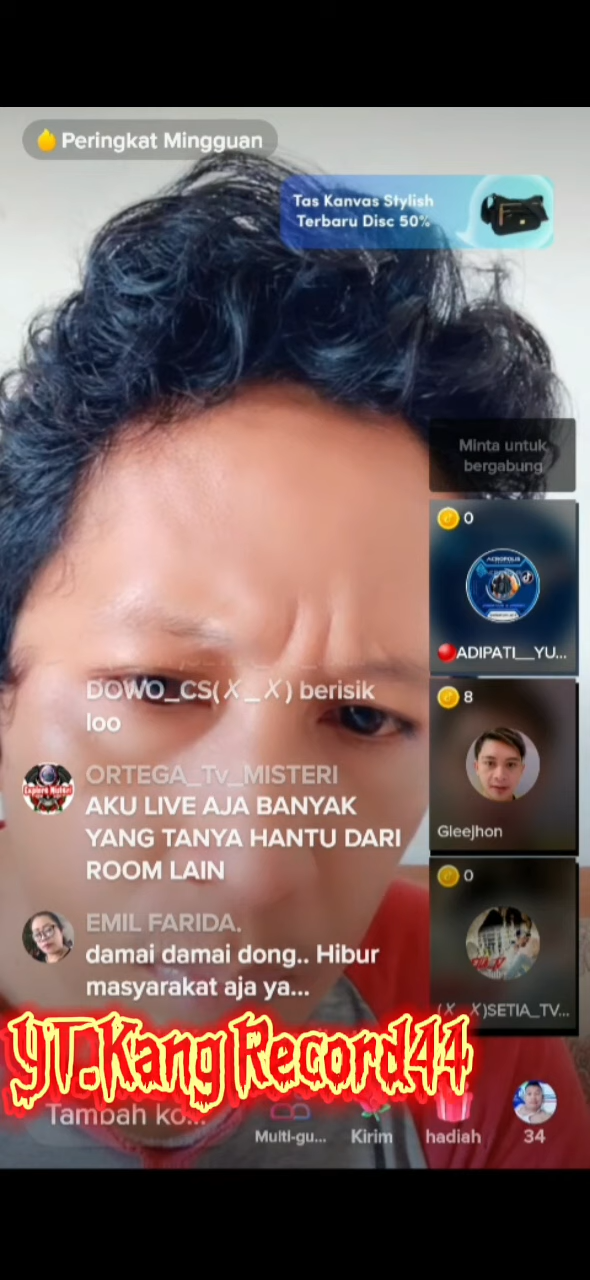 Peringkat Mingguan
Tas Kanvas Stylish
Terbaru Disc 50%
Minta untuk
bergabung
0
ACROPOLIS
ADIPATI__YU...
8
Gleejhon
0
(X_X)SETIA_TV...
DOWO_CS(X_X) berisik
loo
ORTEGA_Tv_MISTERI
AKU LIVE AJA BANYAK
YANG TANYA HANTU DARI
ROOM LAIN
EMIL FARIDA.
damai damai dong.. Hibur
masyarakat aja ya...
YT.Kang Record44
Tambah ko...
Multi-gu...
Kirim
hadiah
34